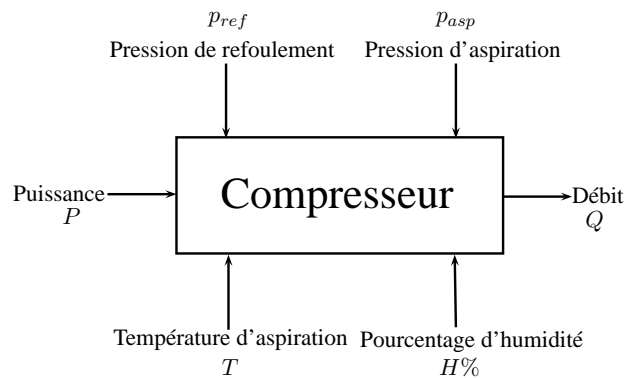 p_ref p_asp
Pression de refoulement Pression d'aspiration
Compresseur
Puissance
P
Débit
Q
Température d'aspiration Pourcentage d'humidité
T H%